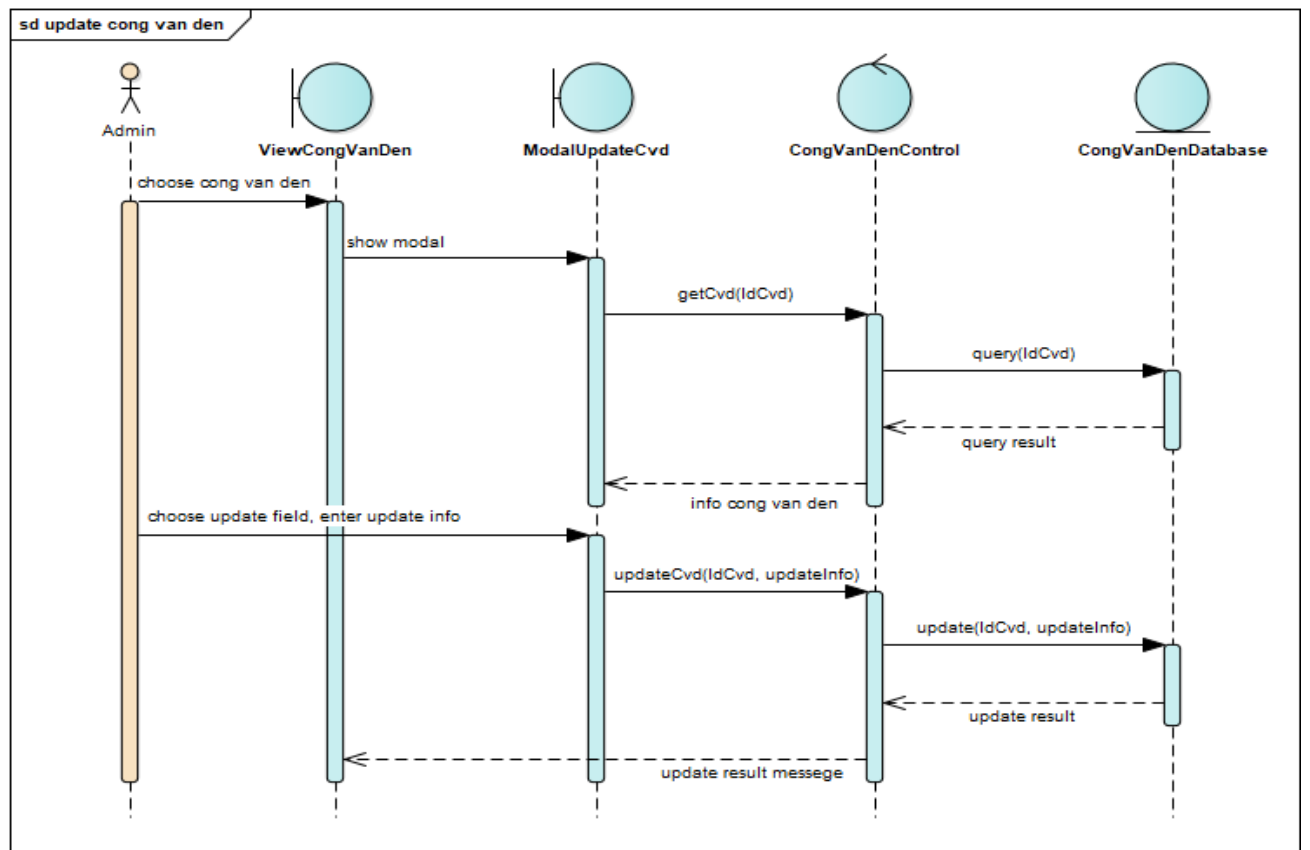 sd update cong van den
Admin
ViewCongVanDen
ModalUpdateCvd
CongVanDenControl
CongVanDenDatabase
choose cong van den
show modal
getCvd(IdCvd)
query(IdCvd)
query result
info cong van den
choose update field, enter update info
updateCvd(IdCvd, updateInfo)
update(IdCvd, updateInfo)
update result
update result messege